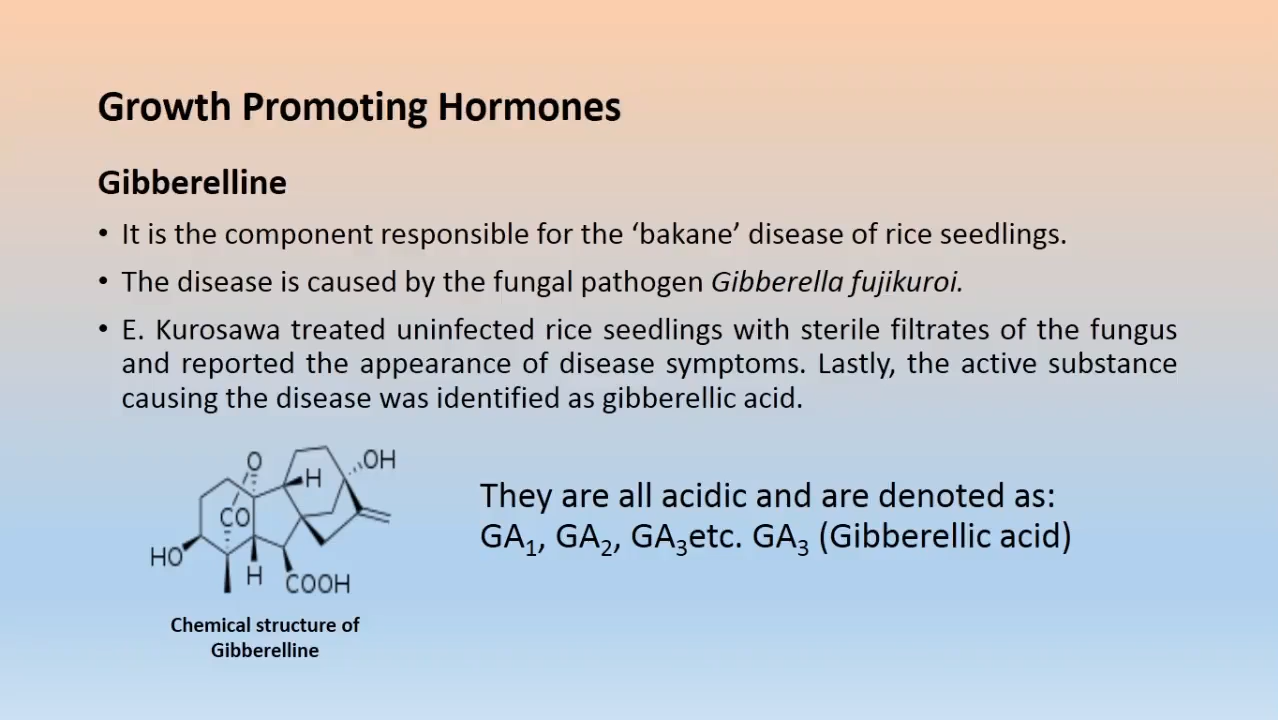 Growth Promoting Hormones
Gibberelline
• It is the component responsible for the ‘bakane’ disease of rice seedlings.
• The disease is caused by the fungal pathogen Gibberella fujikuroi.
• E. Kurosawa treated uninfected rice seedlings with sterile filtrates of the fungus
and reported the appearance of disease symptoms. Lastly, the active substance
causing the disease was identified as gibberellic acid.
O
H
OH
CO
HO
H
COOH
Chemical structure of
Gibberelline
They are all acidic and are denoted as:
GA₁, GA₂, GA₃etc. GA₃ (Gibberellic acid)